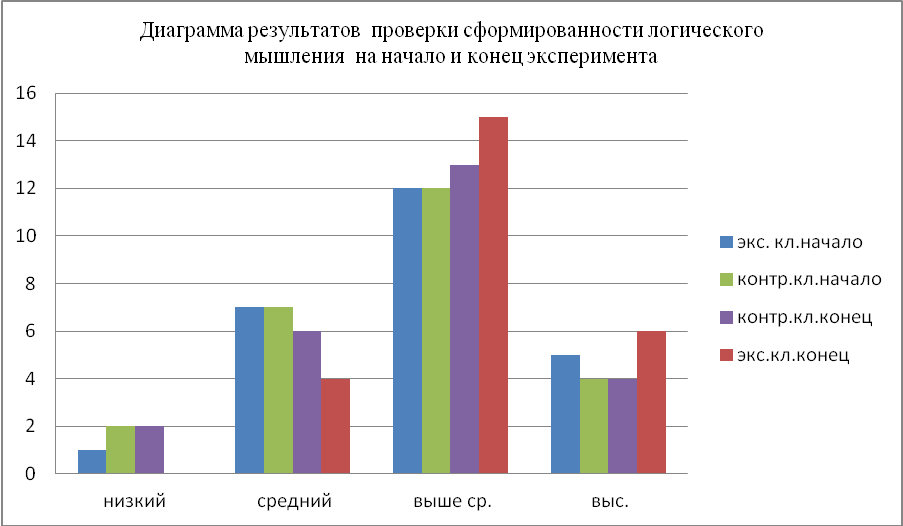 Диаграмма результатов проверки сформированности логического
мышления на начало и конец эксперимента
16
14
12
10
8
6
4
2
0
низкий
средний
выше ср.
выс.
экс. кл.начало
контр.кл.начало
контр.кл.конец
экс.кл.конец